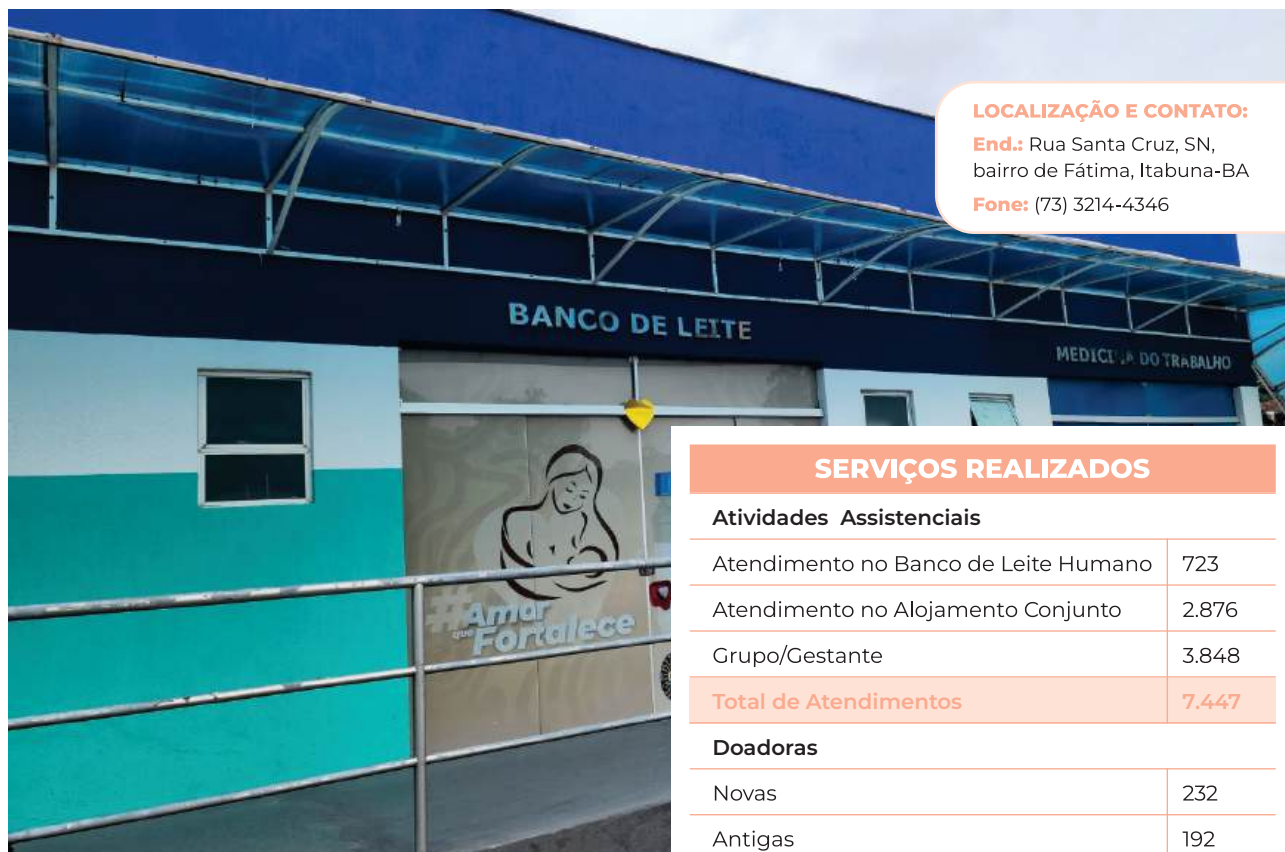 LOCALIZAÇÃO E CONTATO:
End.: Rua Santa Cruz, SN,
bairro de Fátima, Itabuna-BA
Fone: (73) 3214-4346
BANCO DE LEITE
MEDICI A DO TRABALHO
#Amor
que Fortalece
SERVIÇOS REALIZADOS
Atividades Assistenciais
Atendimento no Banco de Leite Humano 723
Atendimento no Alojamento Conjunto 2.876
Grupo/Gestante 3.848
Total de Atendimentos 7.447
Doadoras
Novas 232
Antigas 192